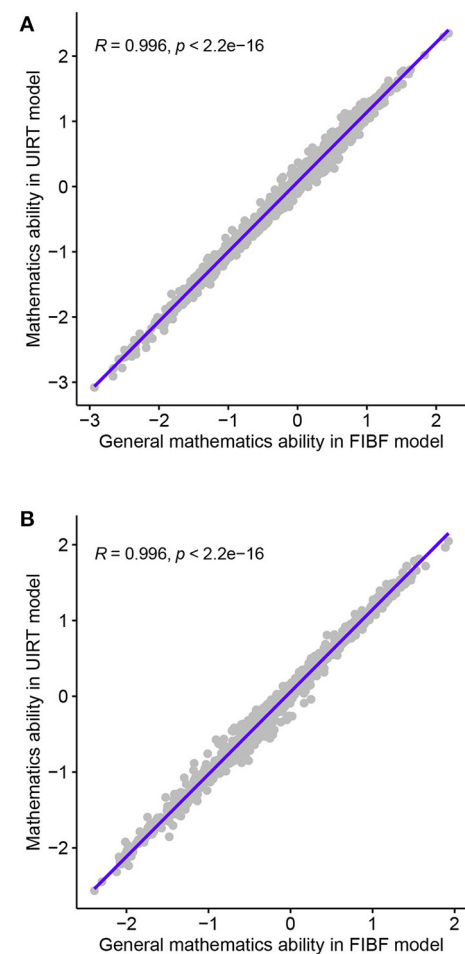 A
R = 0.996, p < 2.2e−16
Mathematics ability in UIRT model
2
1
0
−1
−2
−3
−3 −2 −1 0 1 2
General mathematics ability in FIBF model
B
R = 0.996, p < 2.2e−16
Mathematics ability in UIRT model
2
1
0
−1
−2
−2 −1 0 1 2
General mathematics ability in FIBF model